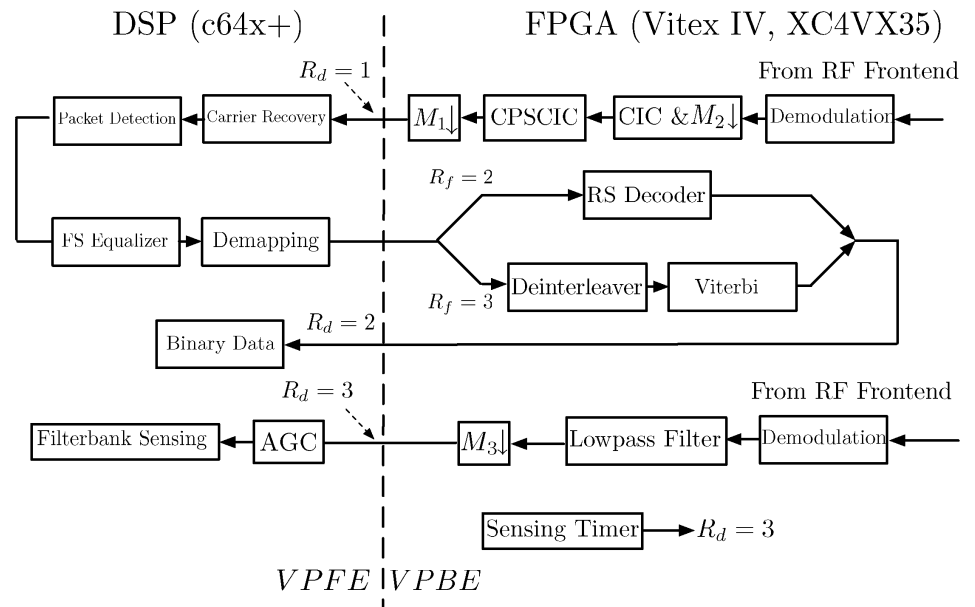 DSP (c64x+)
FPGA (Vitex IV, XC4VX35)
R_d = 1
From RF Frontend
Packet Detection
Carrier Recovery
M_1↓
CPSCIC
CIC &M_2↓
Demodulation
R_f = 2
RS Decoder
FS Equalizer
Demapping
R_f = 3
Deinterleaver
Viterbi
R_d = 2
Binary Data
R_d = 3
From RF Frontend
Filterbank Sensing
AGC
M_3↓
Lowpass Filter
Demodulation
Sensing Timer
R_d = 3
VPFE
VPBE